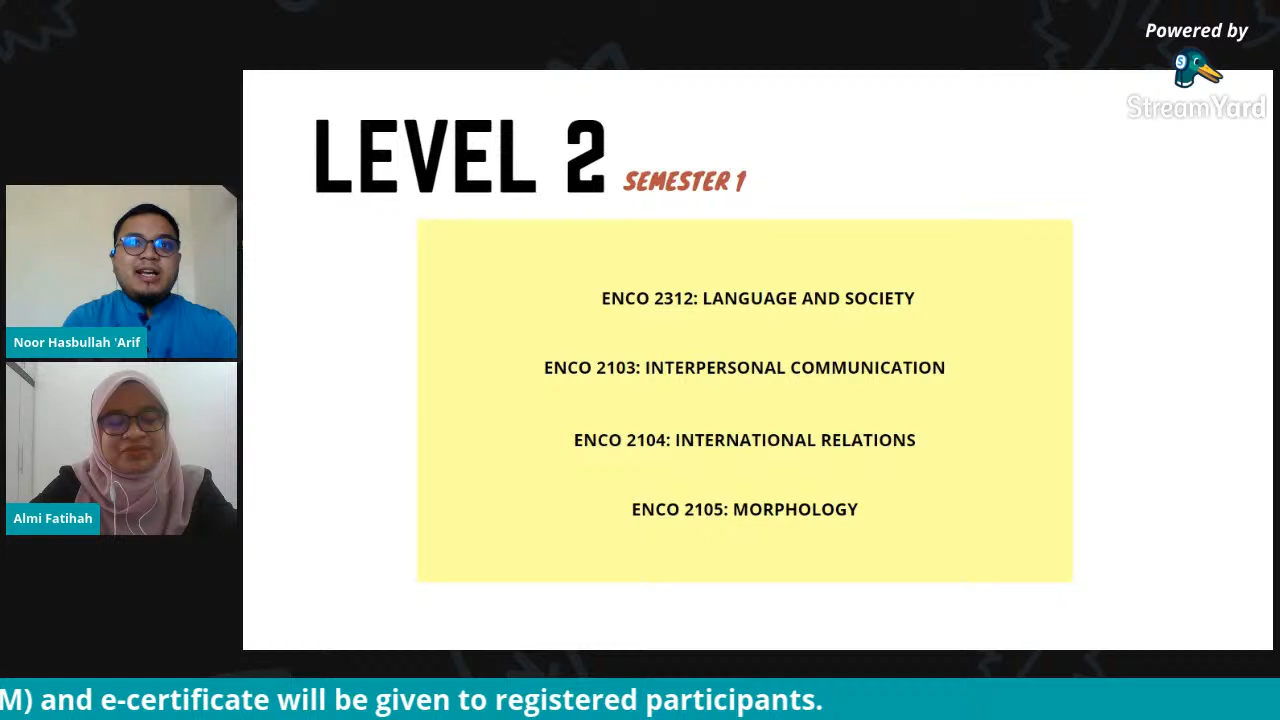 Powered by
StreamYard
LEVEL 2 SEMESTER 1
ENCO 2312: LANGUAGE AND SOCIETY
ENCO 2103: INTERPERSONAL COMMUNICATION
ENCO 2104: INTERNATIONAL RELATIONS
ENCO 2105: MORPHOLOGY
Noor Hasbullah 'Arif
Almi Fatihah
M) and e-certificate will be given to registered participants.